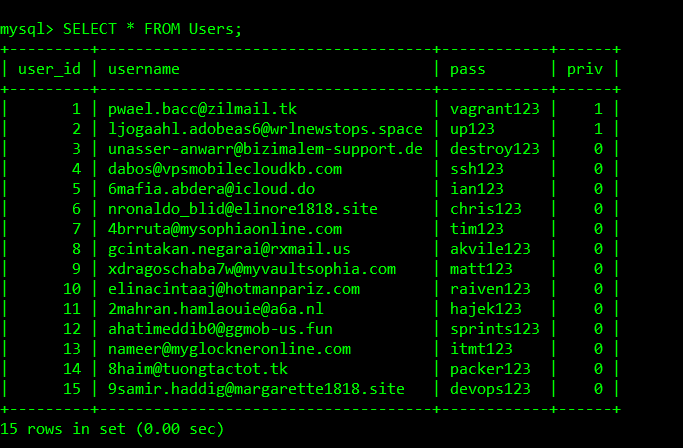 mysql> SELECT * FROM Users;
+---------+----------------------------------+------------+------+
| user_id | username                         | pass       | priv |
+---------+----------------------------------+------------+------+
|       1 | pwael.bacc@zilmail.tk            | vagrant123 |    1 |
|       2 | ljogaahl.adobeas6@wrlnewstops.space | up123      |    1 |
|       3 | unasser-anwarr@bizimalem-support.de | destroy123 |    0 |
|       4 | dabos@vpsmobilecloudkb.com       | ssh123     |    0 |
|       5 | 6mafia.abdera@icloud.do          | ian123     |    0 |
|       6 | nronaldo_blid@elinore1818.site   | chris123   |    0 |
|       7 | 4brruta@mysophiaonline.com       | tim123     |    0 |
|       8 | gcintakan.negarai@rxmail.us      | akvile123  |    0 |
|       9 | xdragoschaba7w@myvaultsophia.com | matt123    |    0 |
|      10 | elinacintaaj@hotmanpariz.com     | raiven123  |    0 |
|      11 | 2mahran.hamlaouie@a6a.nl         | hajek123   |    0 |
|      12 | ahatimeddib0@ggmob-us.fun        | sprints123 |    0 |
|      13 | nameer@myglockneronline.com      | itmt123    |    0 |
|      14 | 8haim@tuongtactot.tk             | packer123  |    0 |
|      15 | 9samir.haddig@margarette1818.site | devops123  |    0 |
+---------+----------------------------------+------------+------+
15 rows in set (0.00 sec)